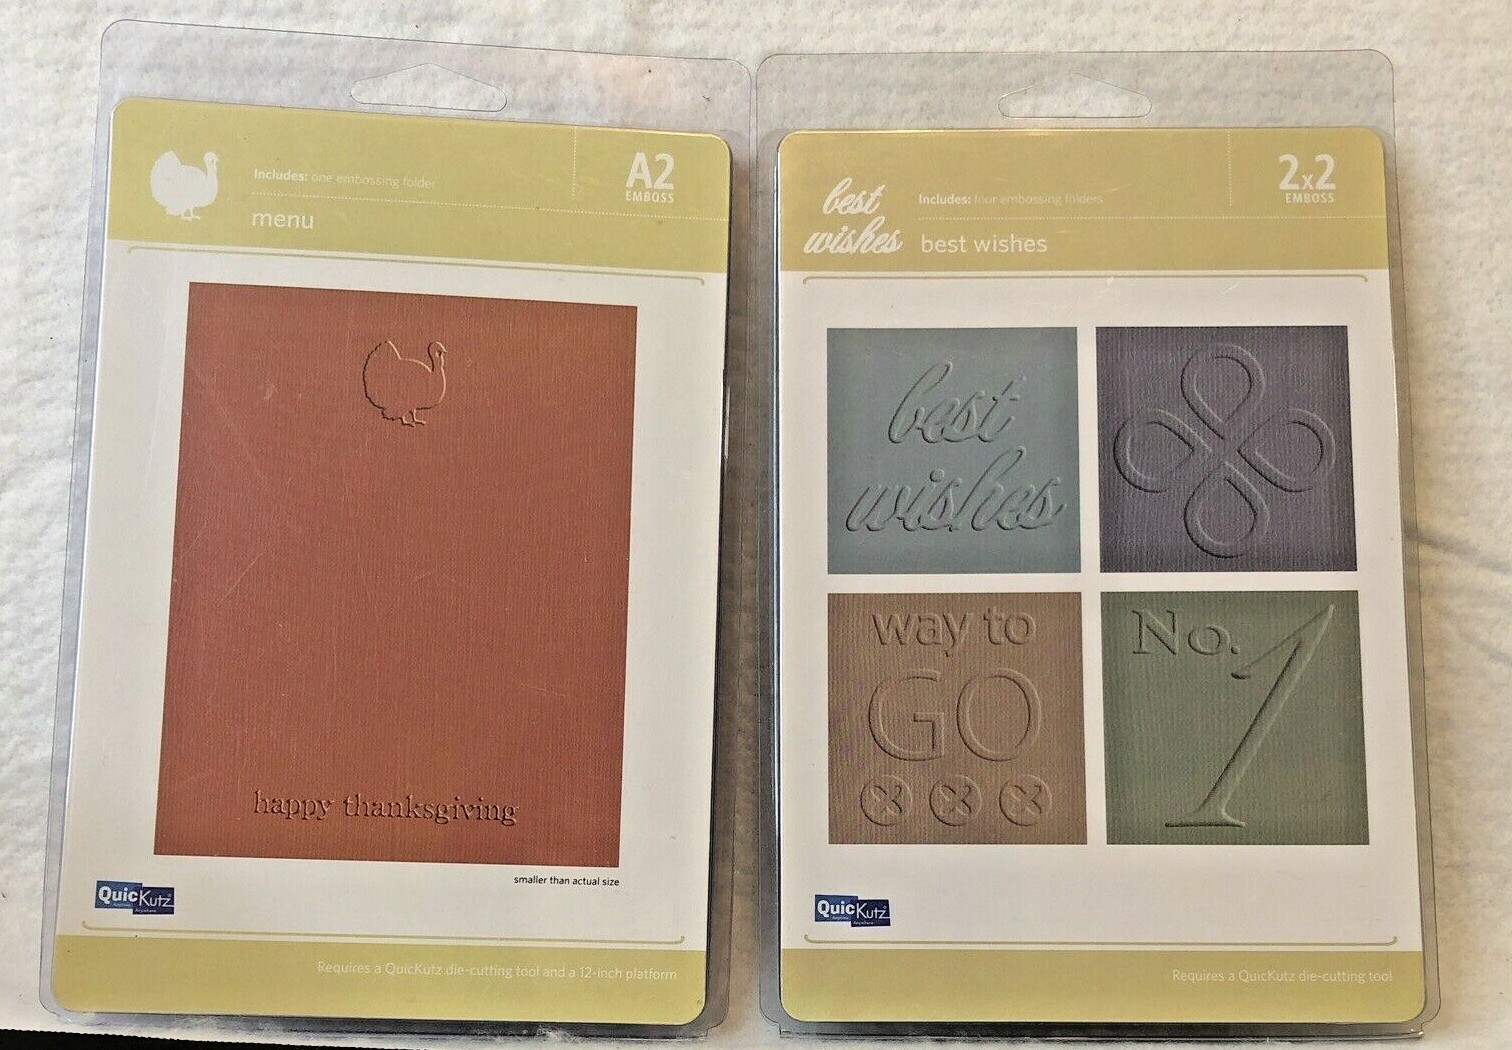 Includes: one embossing folder
menu
A2
EMBOSS
happy thanksgiving
smaller than actual size
QuicKutz
Requires a QuicKutz die-cutting tool and a 12-inch platform
best
wishes
Includes: four embossing folders
best wishes
2x2
EMBOSS
best
wishes
way to
GO
No.
1
QuicKutz
Requires a QuicKutz die-cutting tool